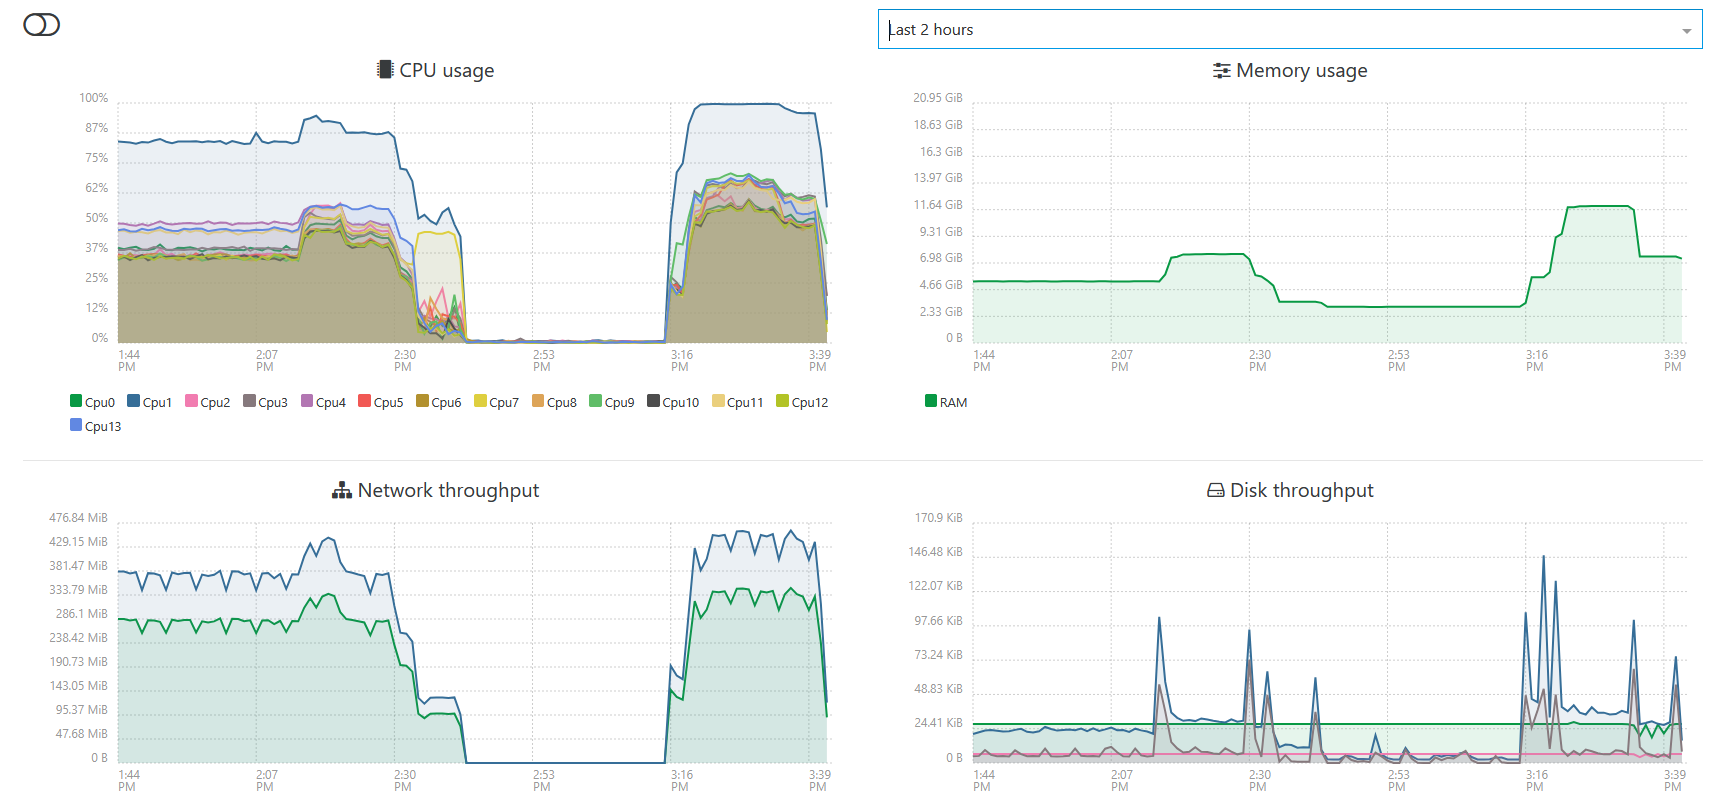 Last 2 hours
CPU usage
100%
87%
75%
62%
50%
37%
25%
12%
0%
1:44 PM
2:07 PM
2:30 PM
2:53 PM
3:16 PM
3:39 PM
Cpu0 Cpu1 Cpu2 Cpu3 Cpu4 Cpu5 Cpu6 Cpu7 Cpu8 Cpu9 Cpu10 Cpu11 Cpu12
Cpu13
Memory usage
20.95 GiB
18.63 GiB
16.3 GiB
13.97 GiB
11.64 GiB
9.31 GiB
6.98 GiB
4.66 GiB
2.33 GiB
0 B
1:44 PM
2:07 PM
2:30 PM
2:53 PM
3:16 PM
3:39 PM
RAM
Network throughput
476.84 MiB
429.15 MiB
381.47 MiB
333.79 MiB
286.1 MiB
238.42 MiB
190.73 MiB
143.05 MiB
95.37 MiB
47.68 MiB
0 B
1:44 PM
2:07 PM
2:30 PM
2:53 PM
3:16 PM
3:39 PM
Disk throughput
170.9 KiB
146.48 KiB
122.07 KiB
97.66 KiB
73.24 KiB
48.83 KiB
24.41 KiB
0 B
1:44 PM
2:07 PM
2:30 PM
2:53 PM
3:16 PM
3:39 PM